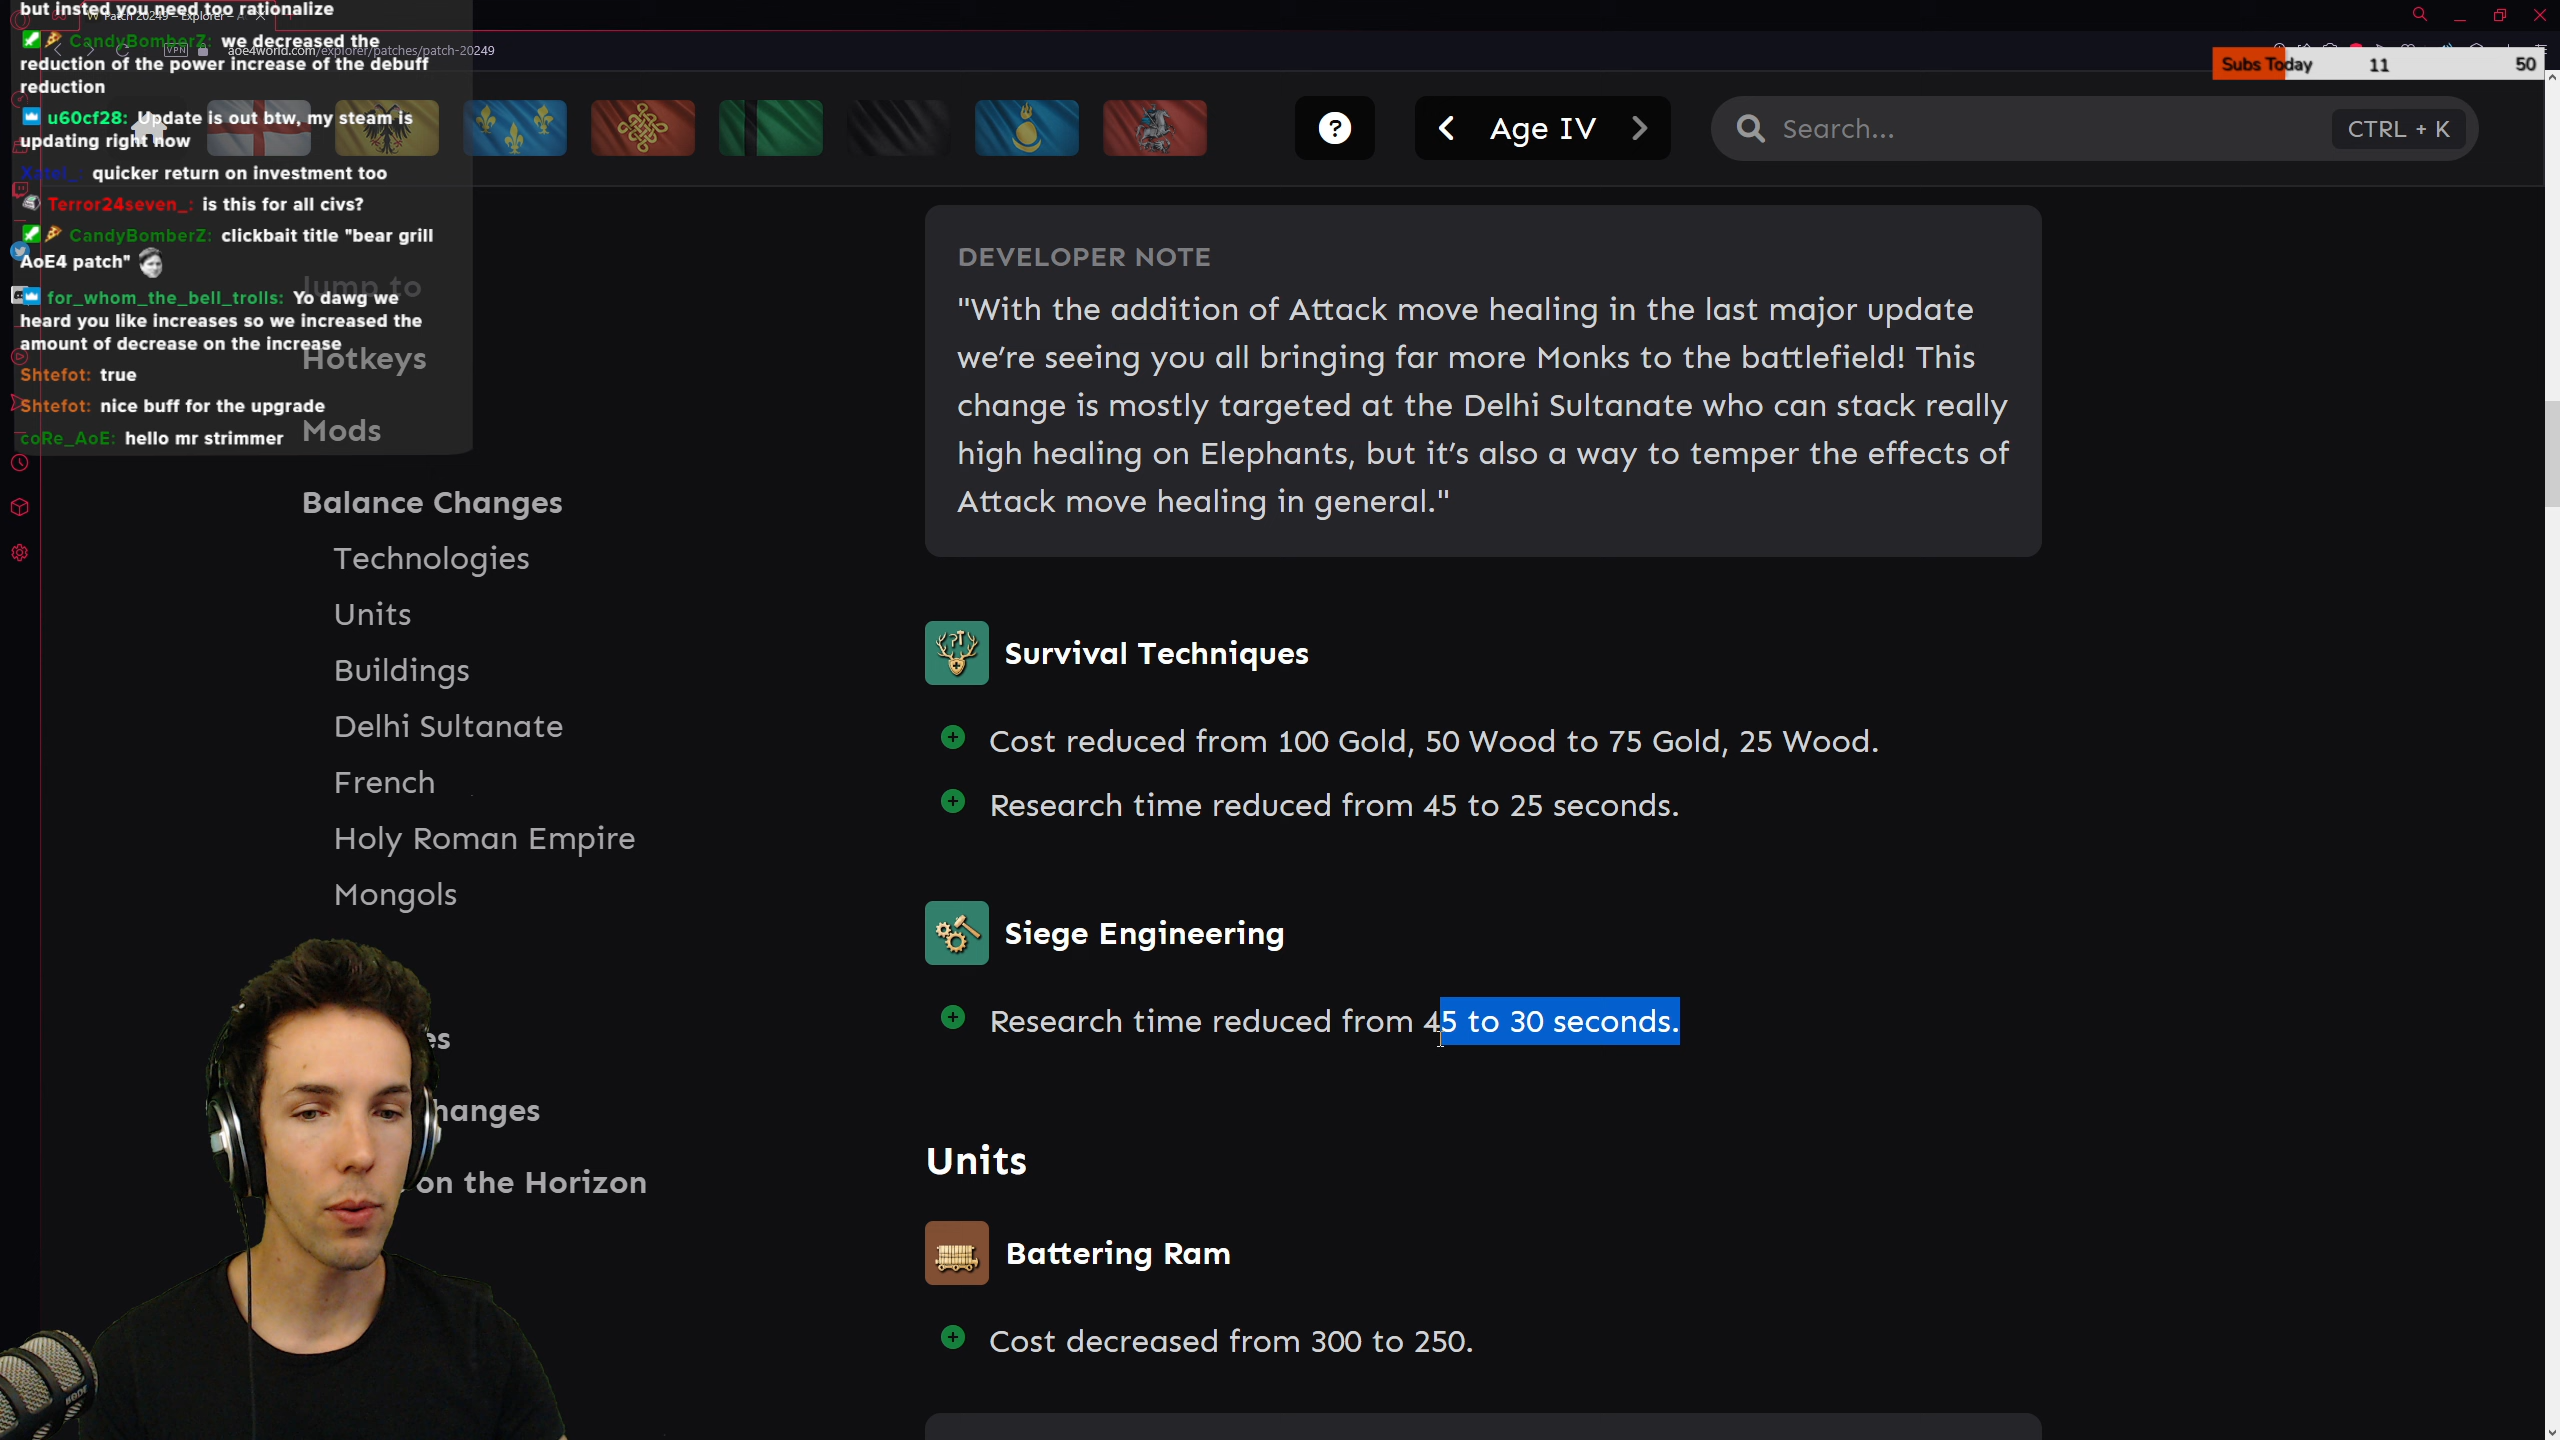 but insted you need too rationalize
CandyBomberZ: we decreased the
reduction of the power increase of the debuff
reduction
u60cf28: Update is out btw, my steam is
updating right now
quicker return on investment too
Terror24seven_: is this for all civs?
CandyBomberZ: clickbait title "bear grill
AoE4 patch"
for_whom_the_bell_trolls: Yo dawg we
heard you like increases so we increased the
amount of decrease on the increase
Shtefot: true
Shtefot: nice buff for the upgrade
coRe_AoE: hello mr strimmer
Patch 20249 – Explorer – A
VPN
aoe4world.com/explorer/patches/patch-20249
Subs Today 11 50
?
Age IV
Search...
CTRL + K
Jump to
Hotkeys
Mods
Balance Changes
Technologies
Units
Buildings
Delhi Sultanate
French
Holy Roman Empire
Mongols
es
hanges
on the Horizon
DEVELOPER NOTE
"With the addition of Attack move healing in the last major update
we’re seeing you all bringing far more Monks to the battlefield! This
change is mostly targeted at the Delhi Sultanate who can stack really
high healing on Elephants, but it’s also a way to temper the effects of
Attack move healing in general."
Survival Techniques
Cost reduced from 100 Gold, 50 Wood to 75 Gold, 25 Wood.
Research time reduced from 45 to 25 seconds.
Siege Engineering
Research time reduced from 45 to 30 seconds.
Units
Battering Ram
Cost decreased from 300 to 250.